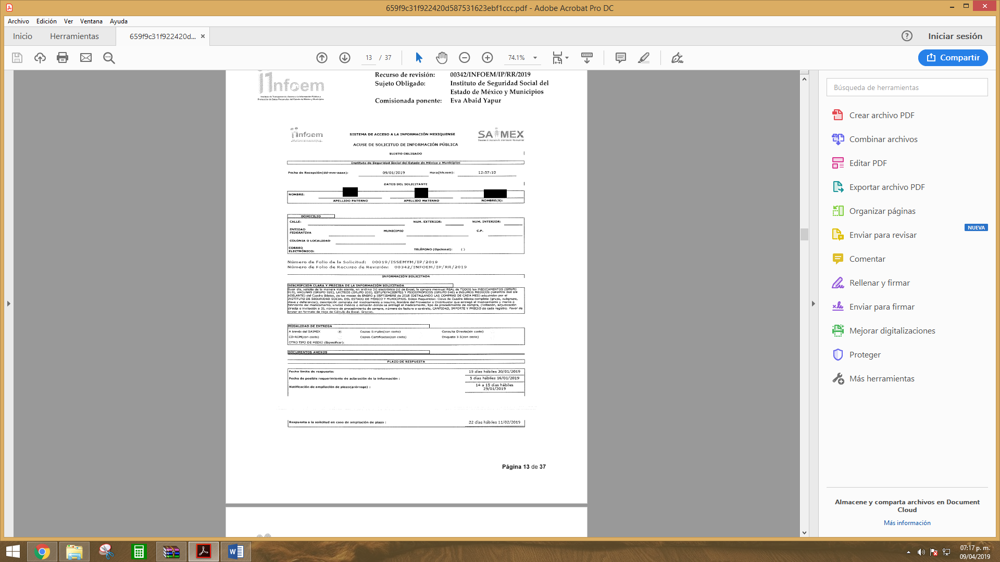 659f9c31f922420d587531623ebf1ccc.pdf - Adobe Acrobat Pro DC
Archivo Edición Ver Ventana Ayuda
Inicio Herramientas 659f9c31f922420d... × Iniciar sesión
13 / 37 74.1% Compartir
infoem
Instituto de Transparencia, Acceso a la Información Pública y
Protección de Datos Personales del Estado de México y Municipios
Recurso de revisión: 00342/INFOEM/IP/RR/2019
Sujeto Obligado: Instituto de Seguridad Social del
Estado de México y Municipios
Comisionada ponente: Eva Abaid Yapur
infoem SISTEMA DE ACCESO A LA INFORMACIÓN MEXIQUENSE SAIMEX
ACUSE DE SOLICITUD DE INFORMACIÓN PÚBLICA
SUJETO OBLIGADO
Instituto de Seguridad Social del Estado de México y Municipios
Fecha de Recepción(dd-mm-aaaa): 09/01/2019 Hora(hh:mm): 12:37:10
DATOS DEL SOLICITANTE
NOMBRE:
APELLIDO PATERNO APELLIDO MATERNO NOMBRE(S):
DOMICILIO
CALLE: NUM. EXTERIOR: NUM. INTERIOR:
ENTIDAD FEDERATIVA MUNICIPIO C.P.
COLONIA O LOCALIDAD
CORREO ELECTRÓNICO: TELÉFONO (Opcional): ( )
Número de Folio de la Solicitud: 00019/ISSEMYM/IP/2019
Número de Folio de Recurso de Revisión: 00342/INFOEM/IP/RR/2019
INFORMACIÓN SOLICITADA
DESCRIPCIÓN CLARA Y PRECISA DE LA INFORMACIÓN SOLICITADA
Buen día, solicito de la manera más atenta, en archivo (s) electrónico (s) de Excel, la compra mensual REAL de TODOS los MEDICAMENTOS (GRUPO
010), VACUNAS (GRUPO 020), LÁCTEOS (GRUPO 030), ESTUPEFACIENTES Y PSICOTRÓPICOS (GRUPO 040) e INSUMOS MÉDICOS (GRUPOS 060 EN
ADELANTE) del Cuadro Básico, de los meses de ENERO a SEPTIEMBRE de 2018 (DETALLANDO LAS COMPRAS DE CADA MES) adquiridos por el
INSTITUTO DE SEGURIDAD SOCIAL DEL ESTADO DE MÉXICO Y MUNICIPIOS. Datos Requeridos: Clave de Cuadro Básico completa (grupo, subgrupo,
clave y diferencial), descripción completa del medicamento o insumo, Nombre del Proveedor o Distribuidor que entregó el medicamento y marca o
fabricante del medicamento, unidad médica o Almacén donde se entregó el medicamento, tipo de procedimiento de compra, (licitación, adjudicación
directa o invitación a 3), número de procedimiento de compra, número de factura o contrato, CANTIDAD, IMPORTE Y PRECIO de cada registro. Favor de
enviar en formato de Hoja de Cálculo de Excel. Gracias.
MODALIDAD DE ENTREGA
A través del SAIMEX Copias Simples(con costo) Consulta Directa(sin costo)
CD-ROM(con costo) Copias Certificadas(con costo) Disquete 3.5(con costo)
OTRO TIPO DE MEDIO (Especificar):
DOCUMENTOS ANEXOS
PLAZO DE RESPUESTA
Fecha límite de respuesta: 15 días hábiles 30/01/2019
Fecha de posible requerimiento de aclaración de la información : 5 días hábiles 16/01/2019
Notificación de ampliación de plazo(prórroga) : 14 a 15 días hábiles
29/01/2019
Respuesta a la solicitud en caso de ampliación de plazo : 22 días hábiles 11/02/2019
Página 13 de 37
Búsqueda de herramientas
Crear archivo PDF
Combinar archivos
Editar PDF
Exportar archivo PDF
Organizar páginas
NUEVA
Enviar para revisar
Comentar
Rellenar y firmar
Enviar para firmar
Mejorar digitalizaciones
Proteger
Más herramientas
Almacene y comparta archivos en Document
Cloud
Más información
07:17 p. m.
09/04/2019